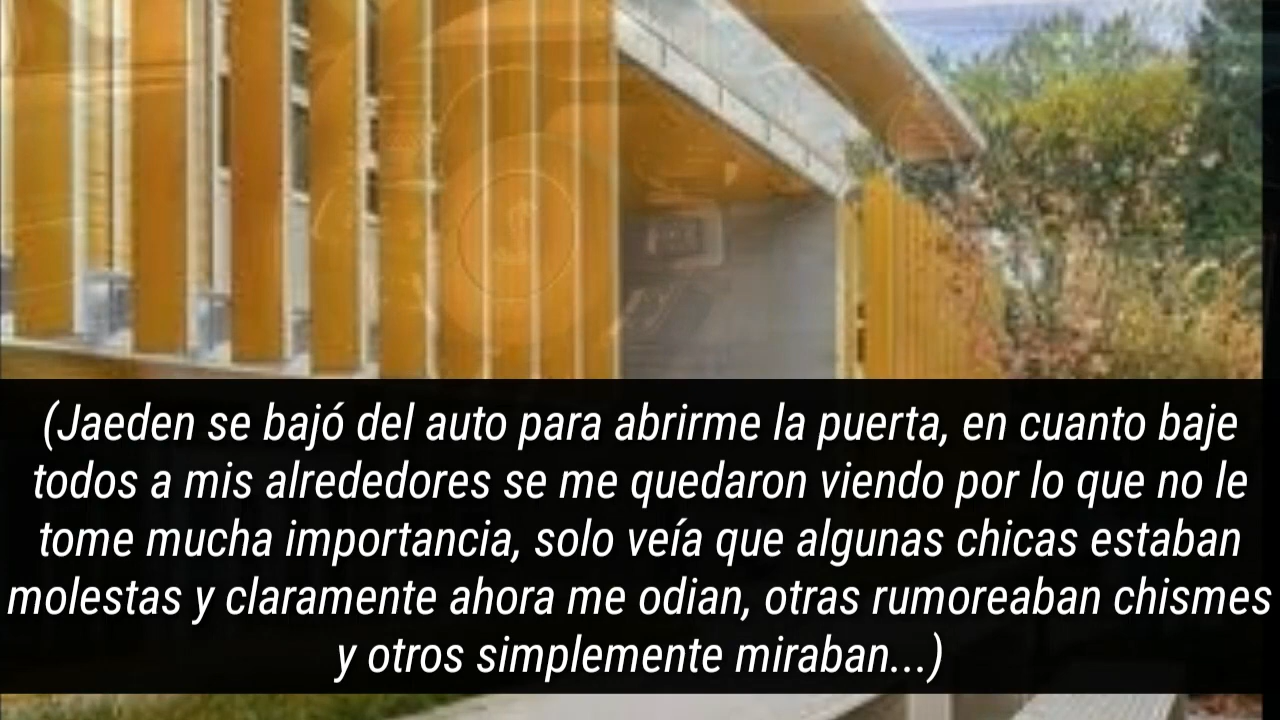 (Jaeden se bajó del auto para abrirme la puerta, en cuanto baje
todos a mis alrededores se me quedaron viendo por lo que no le
tome mucha importancia, solo veía que algunas chicas estaban
molestas y claramente ahora me odian, otras rumoreaban chismes
y otros simplemente miraban...)